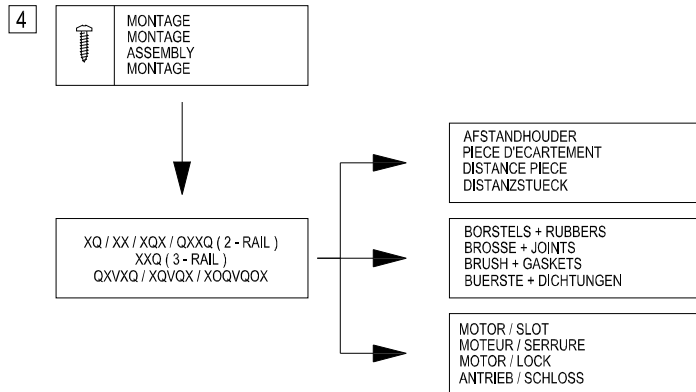 4
MONTAGE
MONTAGE
ASSEMBLY
MONTAGE
XQ / XX / XQX / QXXQ ( 2 - RAIL )
XXQ ( 3 - RAIL )
QXVXQ / XQVQX / XOQVQOX
AFSTANDHOUDER
PIECE D'ECARTEMENT
DISTANCE PIECE
DISTANZSTUECK
BORSTELS + RUBBERS
BROSSE + JOINTS
BRUSH + GASKETS
BUERSTE + DICHTUNGEN
MOTOR / SLOT
MOTEUR / SERRURE
MOTOR / LOCK
ANTRIEB / SCHLOSS